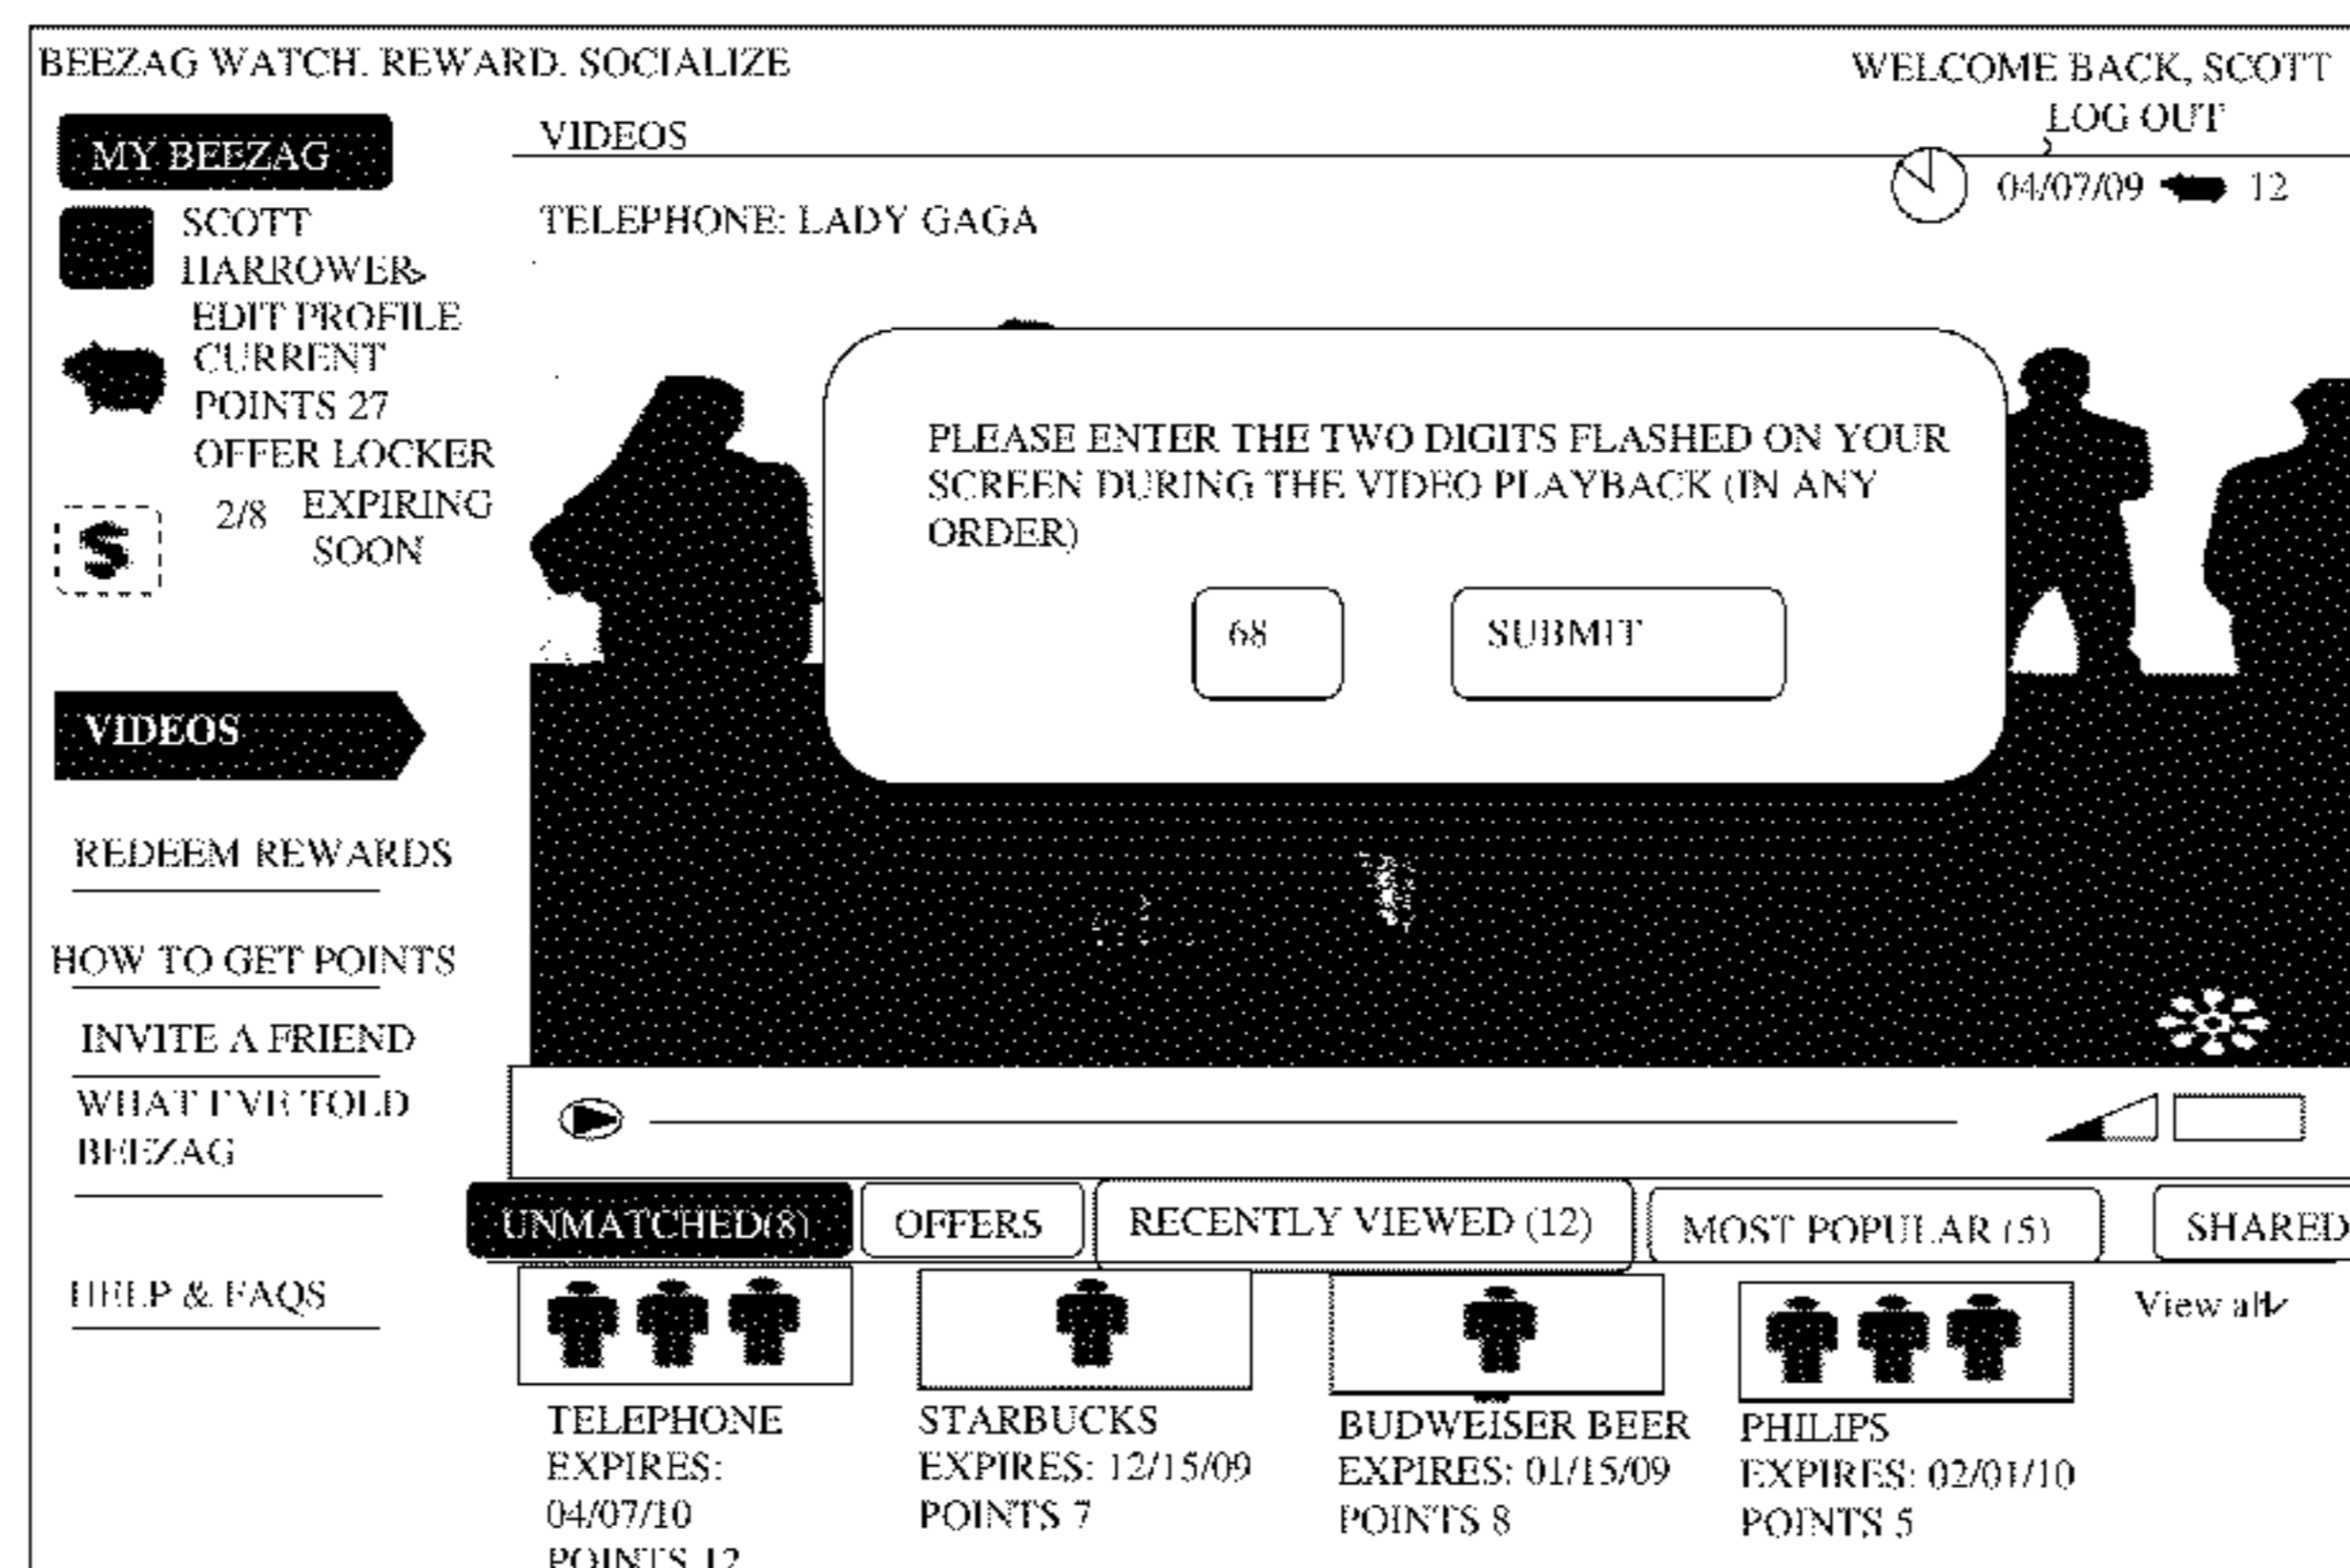 BEEZAG WATCH. REWARD. SOCIALIZE
WELCOME BACK, SCOTT
LOG OUT
MY BEEZAG
VIDEOS
04/07/09 12
SCOTT
HARROWER>
EDIT PROFILE
TELEPHONE: LADY GAGA
CURRENT
POINTS 27
OFFER LOCKER
2/8 EXPIRING
SOON
$
PLEASE ENTER THE TWO DIGITS FLASHED ON YOUR
SCREEN DURING THE VIDEO PLAYBACK (IN ANY
ORDER)
68
SUBMIT
VIDEOS
REDEEM REWARDS
HOW TO GET POINTS
INVITE A FRIEND
WHAT I'VE TOLD
BEEZAG
HELP & FAQS
UNMATCHED(8)
OFFERS
RECENTLY VIEWED (12)
MOST POPULAR (5)
SHARED
View all
TELEPHONE
EXPIRES:
04/07/10
POINTS 12
STARBUCKS
EXPIRES: 12/15/09
POINTS 7
BUDWEISER BEER
EXPIRES: 01/15/09
POINTS 8
PHILIPS
EXPIRES: 02/01/10
POINTS 5